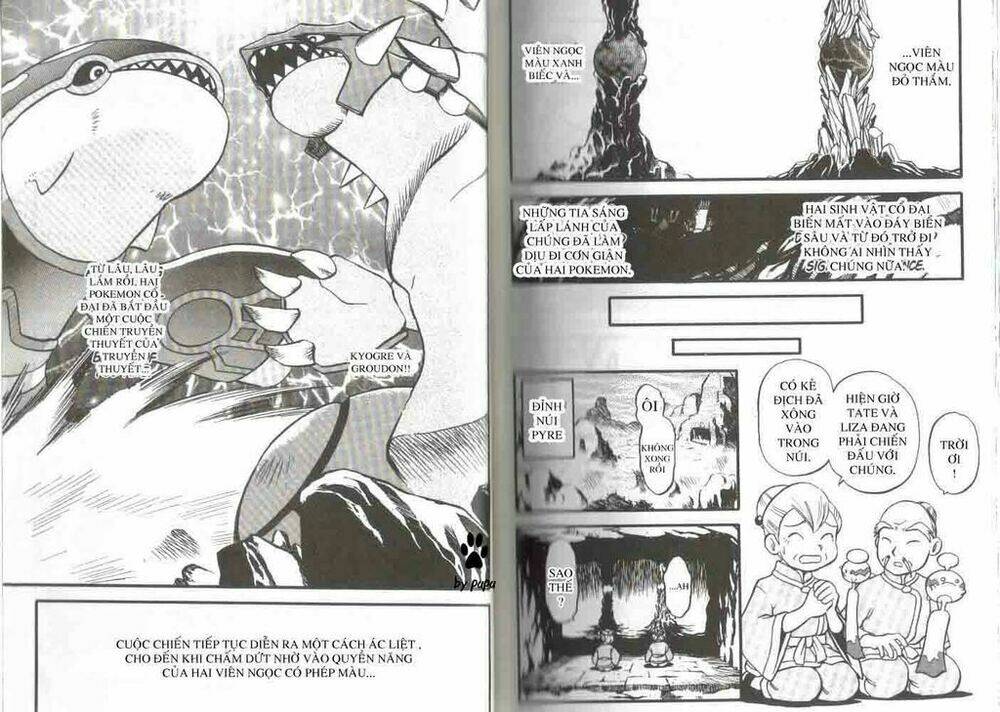 TỪ LÂU, LÂU
LẮM RỒI, HAI
POKEMON CỔ
ĐẠI ĐÃ BẮT ĐẦU
MỘT CUỘC
CHIẾN TRUYỀN
THUYẾT CỦA
TRUYỀN
THUYẾT...
KYOGRE VÀ
GROUDON!!
by papa
CUỘC CHIẾN TIẾP TỤC DIỄN RA MỘT CÁCH ÁC LIỆT,
CHO ĐẾN KHI CHẤM DỨT NHỜ VÀO QUYỀN NĂNG
CỦA HAI VIÊN NGỌC CÓ PHÉP MÀU...
VIÊN NGỌC
MÀU XANH
BIẾC VÀ...
...VIÊN
NGỌC MÀU
ĐỎ THẮM.
NHỮNG TIA SÁNG
LẤP LÁNH CỦA
CHÚNG ĐÃ LÀM
DỊU ĐI CƠN GIẬN
CỦA HAI POKEMON.
HAI SINH VẬT CỔ ĐẠI
BIẾN MẤT VÀO ĐÁY BIỂN
SÂU VÀ TỪ ĐÓ TRỞ ĐI
KHÔNG AI NHÌN THẤY
SIG. CHÚNG NỮA. NCE.
ĐỈNH
NÚI
PYRE
ÔI
KHÔNG
XONG
RỒI
SAO
THẾ
?
...AH
CÓ KẺ
ĐỊCH ĐÃ
XÔNG
VÀO
TRONG
NÚI.
HIỆN GIỜ
TATE VÀ
LIZA ĐANG
PHẢI CHIẾN
ĐẤU VỚI
CHÚNG.
TRỜI
ƠI
!